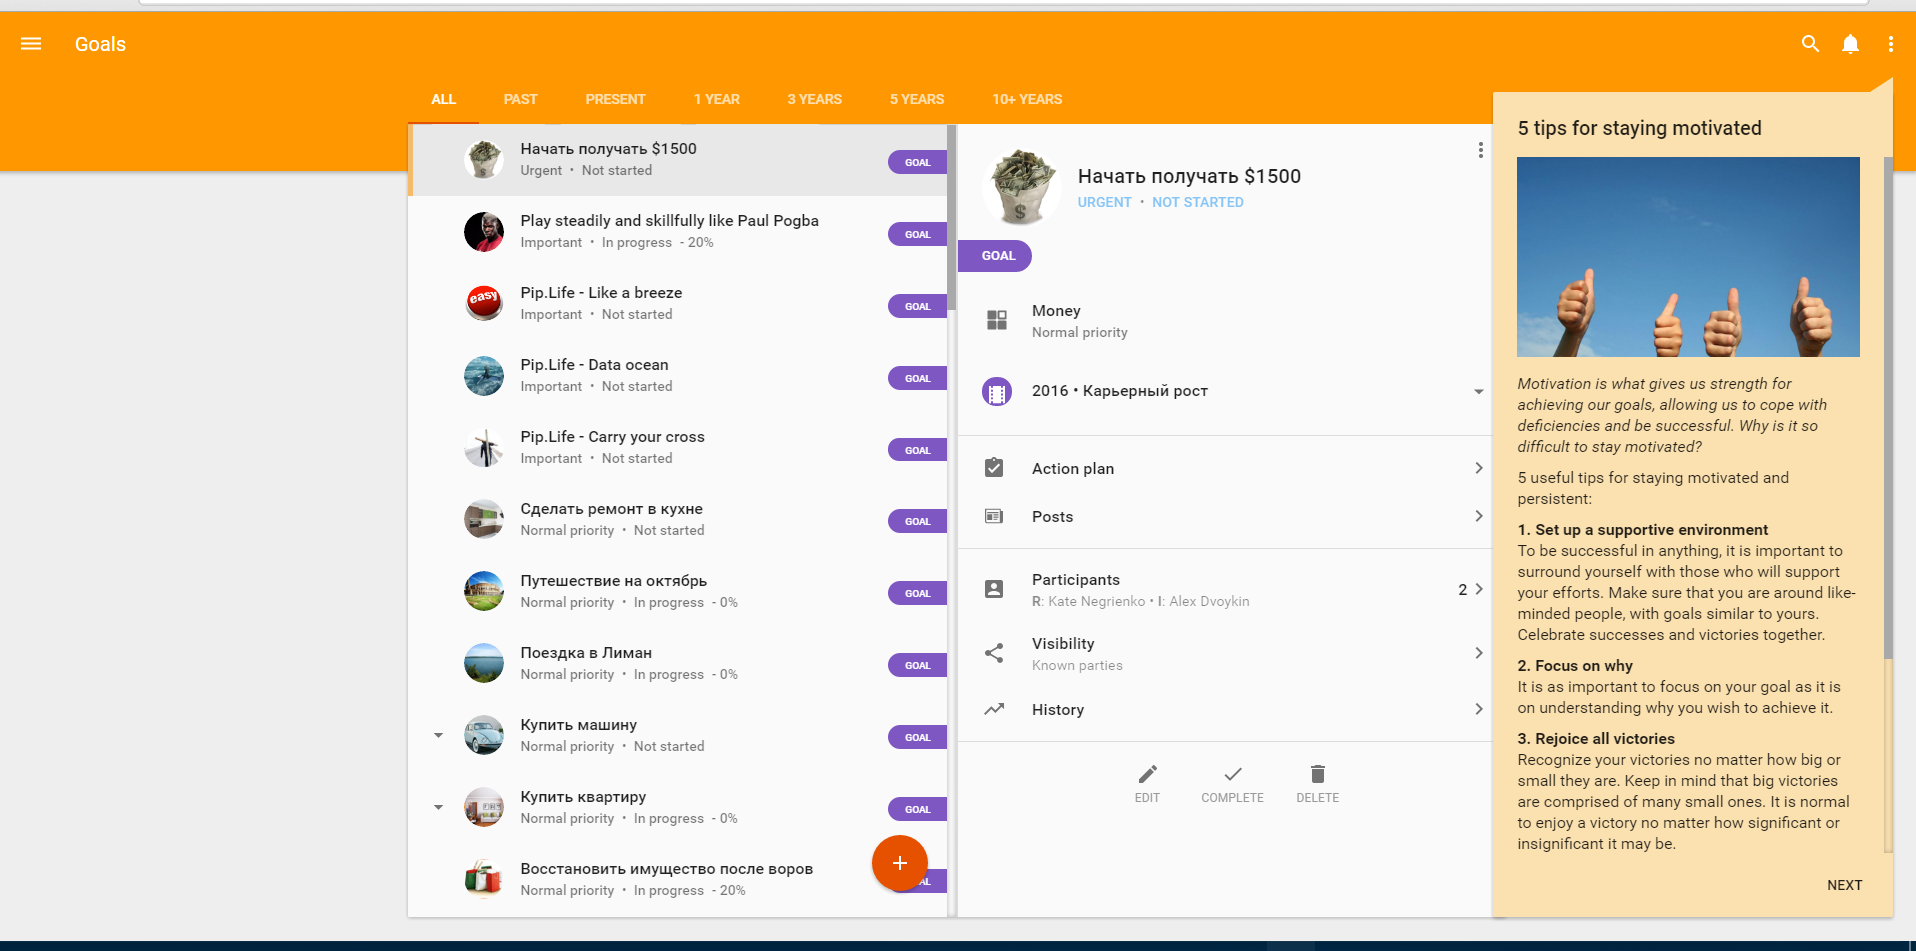 Goals
ALL PAST PRESENT 1 YEAR 3 YEARS 5 YEARS 10+ YEARS
Начать получать $1500
Urgent • Not started
GOAL
Play steadily and skillfully like Paul Pogba
Important • In progress - 20%
GOAL
easy
Pip.Life - Like a breeze
Important • Not started
GOAL
Pip.Life - Data ocean
Important • Not started
GOAL
Pip.Life - Carry your cross
Important • Not started
GOAL
Сделать ремонт в кухне
Normal priority • Not started
GOAL
Путешествие на октябрь
Normal priority • In progress - 0%
GOAL
Поездка в Лиман
Normal priority • In progress - 0%
GOAL
Купить машину
Normal priority • Not started
GOAL
Купить квартиру
Normal priority • In progress - 0%
GOAL
Восстановить имущество после воров
Normal priority • In progress - 20%
AL
+
$
Начать получать $1500
URGENT • NOT STARTED
GOAL
Money
Normal priority
2016 • Карьерный рост
Action plan
Posts
Participants
R: Kate Negrienko • I: Alex Dvoykin
2
Visibility
Known parties
History
EDIT COMPLETE DELETE
5 tips for staying motivated
Motivation is what gives us strength for
achieving our goals, allowing us to cope with
deficiencies and be successful. Why is it so
difficult to stay motivated?
5 useful tips for staying motivated and
persistent:
1. Set up a supportive environment
To be successful in anything, it is important to
surround yourself with those who will support
your efforts. Make sure that you are around like-
minded people, with goals similar to yours.
Celebrate successes and victories together.
2. Focus on why
It is as important to focus on your goal as it is
on understanding why you wish to achieve it.
3. Rejoice all victories
Recognize your victories no matter how big or
small they are. Keep in mind that big victories
are comprised of many small ones. It is normal
to enjoy a victory no matter how significant or
insignificant it may be.
NEXT